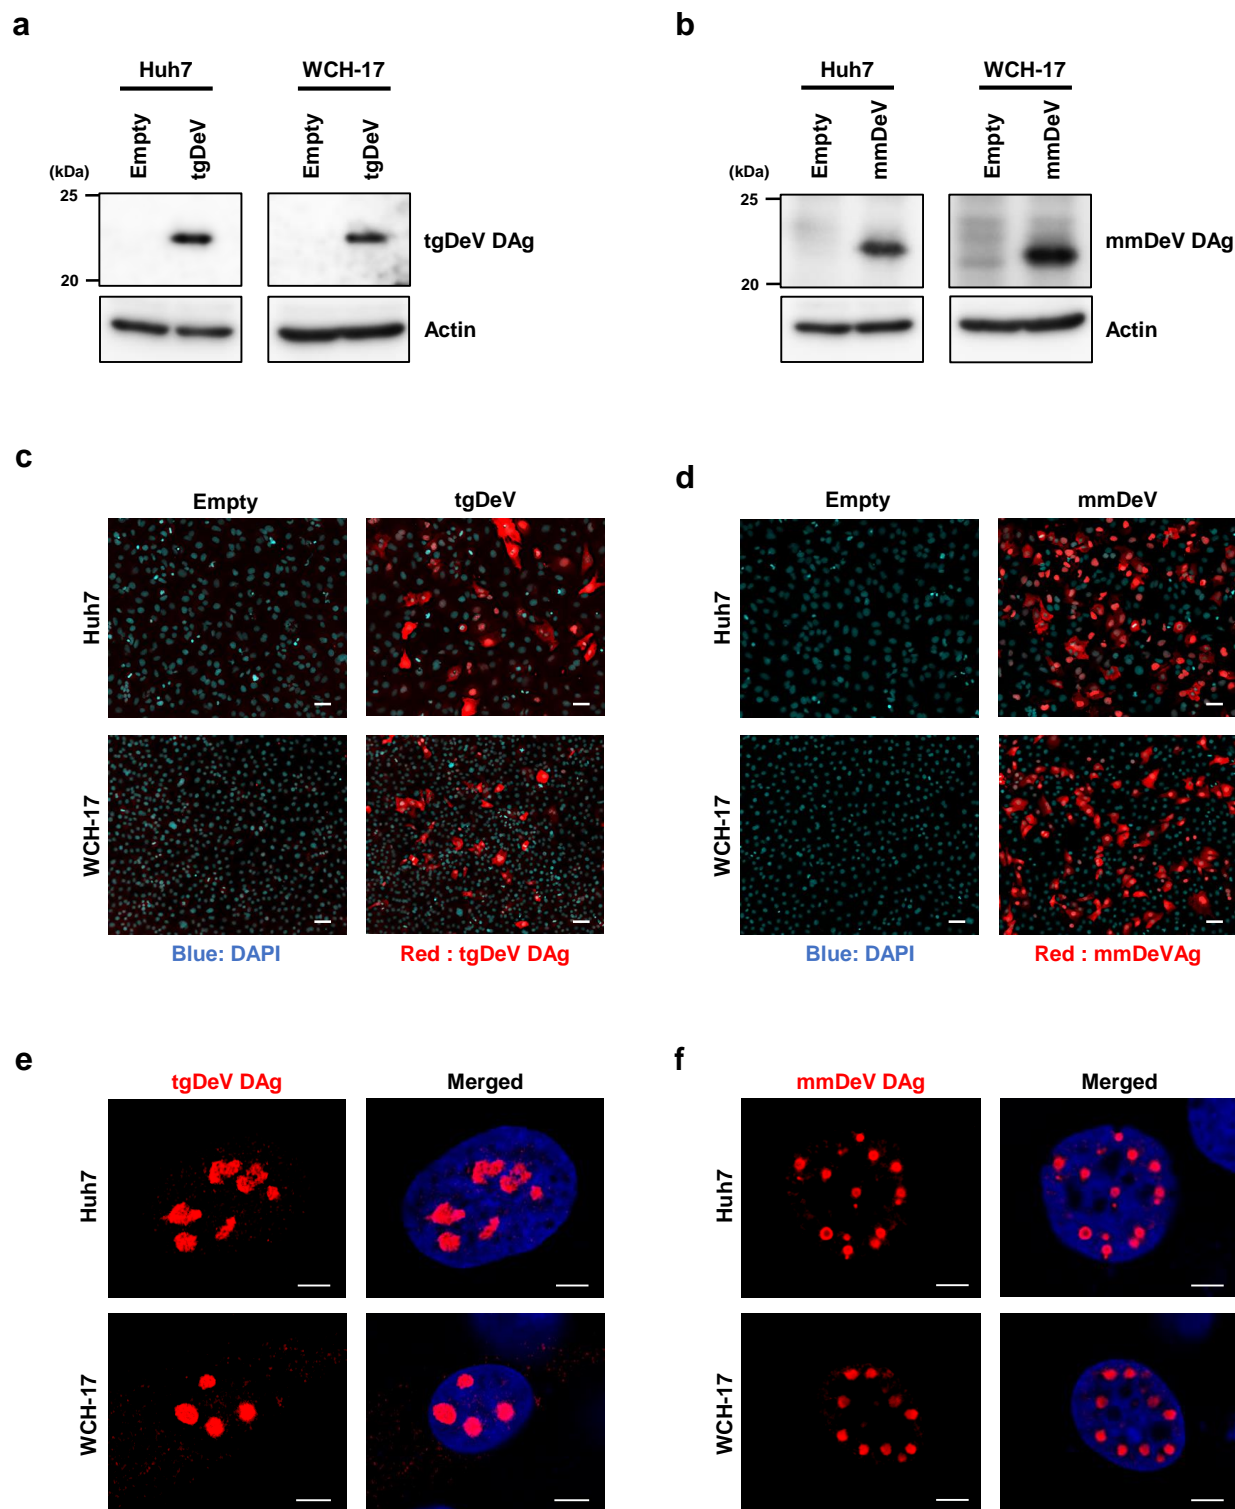 a
Huh7 WCH-17
Empty tgDeV Empty tgDeV
(kDa)
25
20
tgDeV DAg
Actin
b
Huh7 WCH-17
Empty mmDeV Empty mmDeV
(kDa)
25
20
mmDeV DAg
Actin
c
Empty tgDeV
Huh7
WCH-17
Blue: DAPI Red : tgDeV DAg
d
Empty mmDeV
Huh7
WCH-17
Blue: DAPI Red : mmDeVAg
e
tgDeV DAg Merged
Huh7
WCH-17
f
mmDeV DAg Merged
Huh7
WCH-17